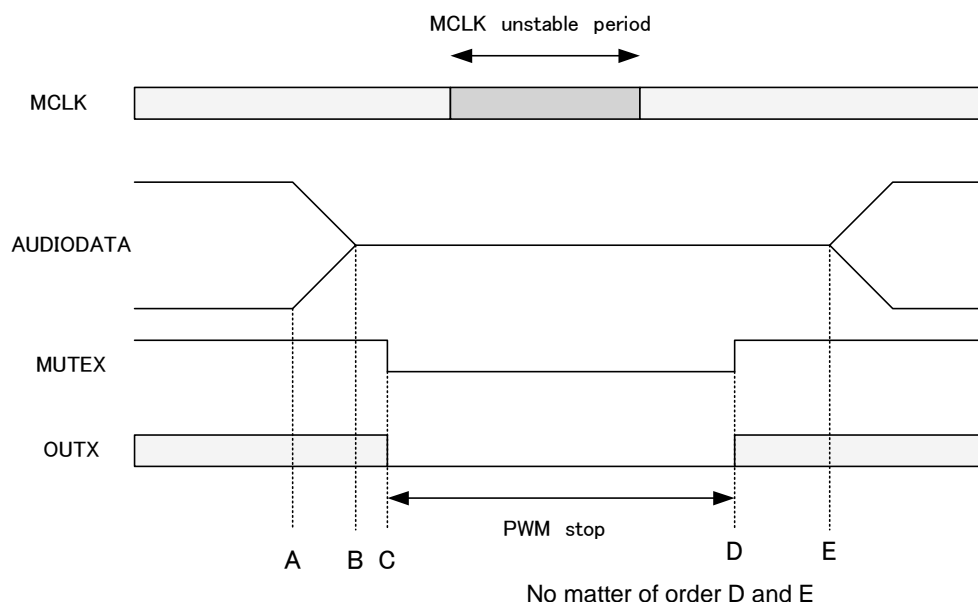 MCLK unstable period
MCLK
AUDIODATA
MUTEX
OUTX
PWM stop
A B C D E
No matter of order D and E